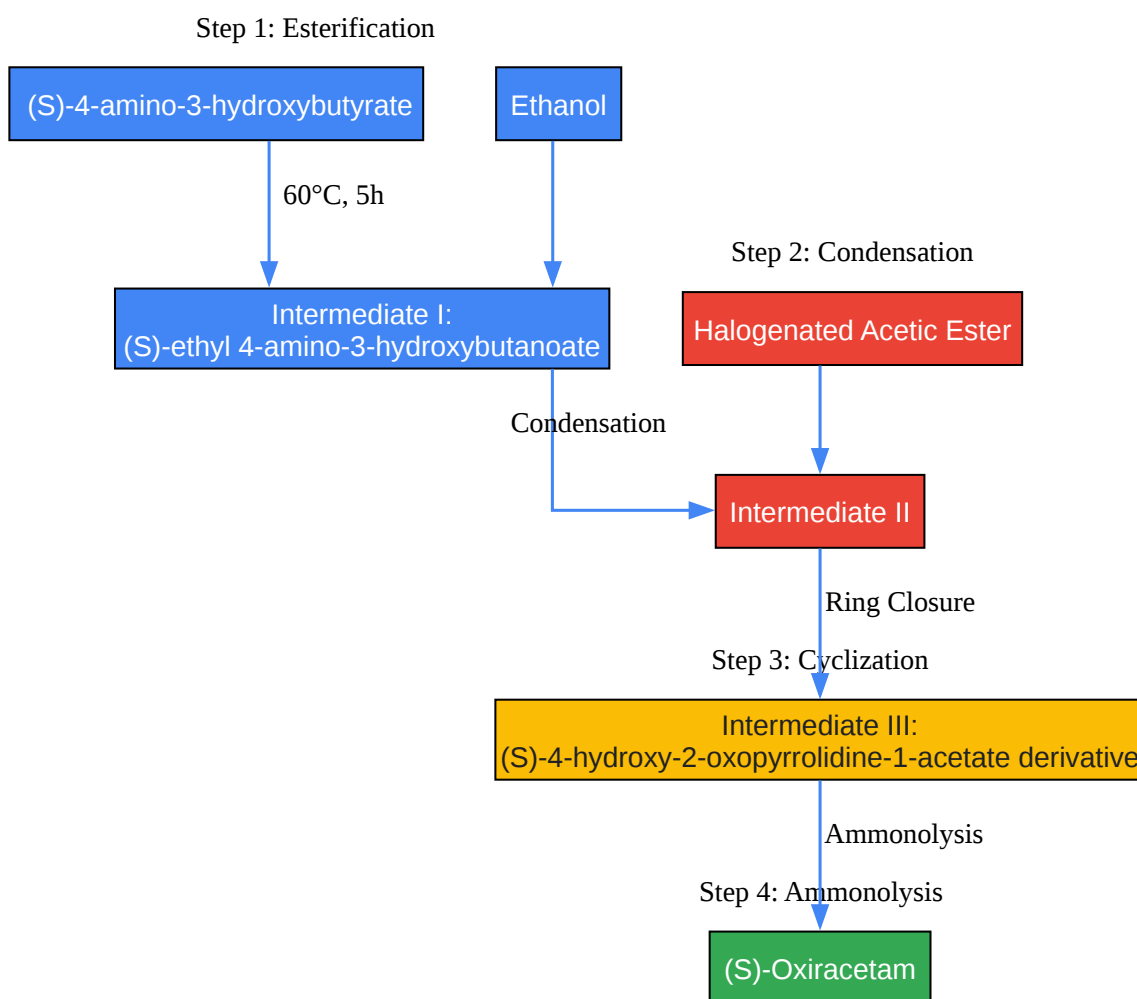 Step 1: Esterification
(S)-4-amino-3-hydroxybutyrate
Ethanol
60°C, 5h
Step 2: Condensation
Intermediate I:
(S)-ethyl 4-amino-3-hydroxybutanoate
Halogenated Acetic Ester
Condensation
Intermediate II
Ring Closure
Step 3: Cyclization
Intermediate III:
(S)-4-hydroxy-2-oxopyrrolidine-1-acetate derivative
Ammonolysis
Step 4: Ammonolysis
(S)-Oxiracetam